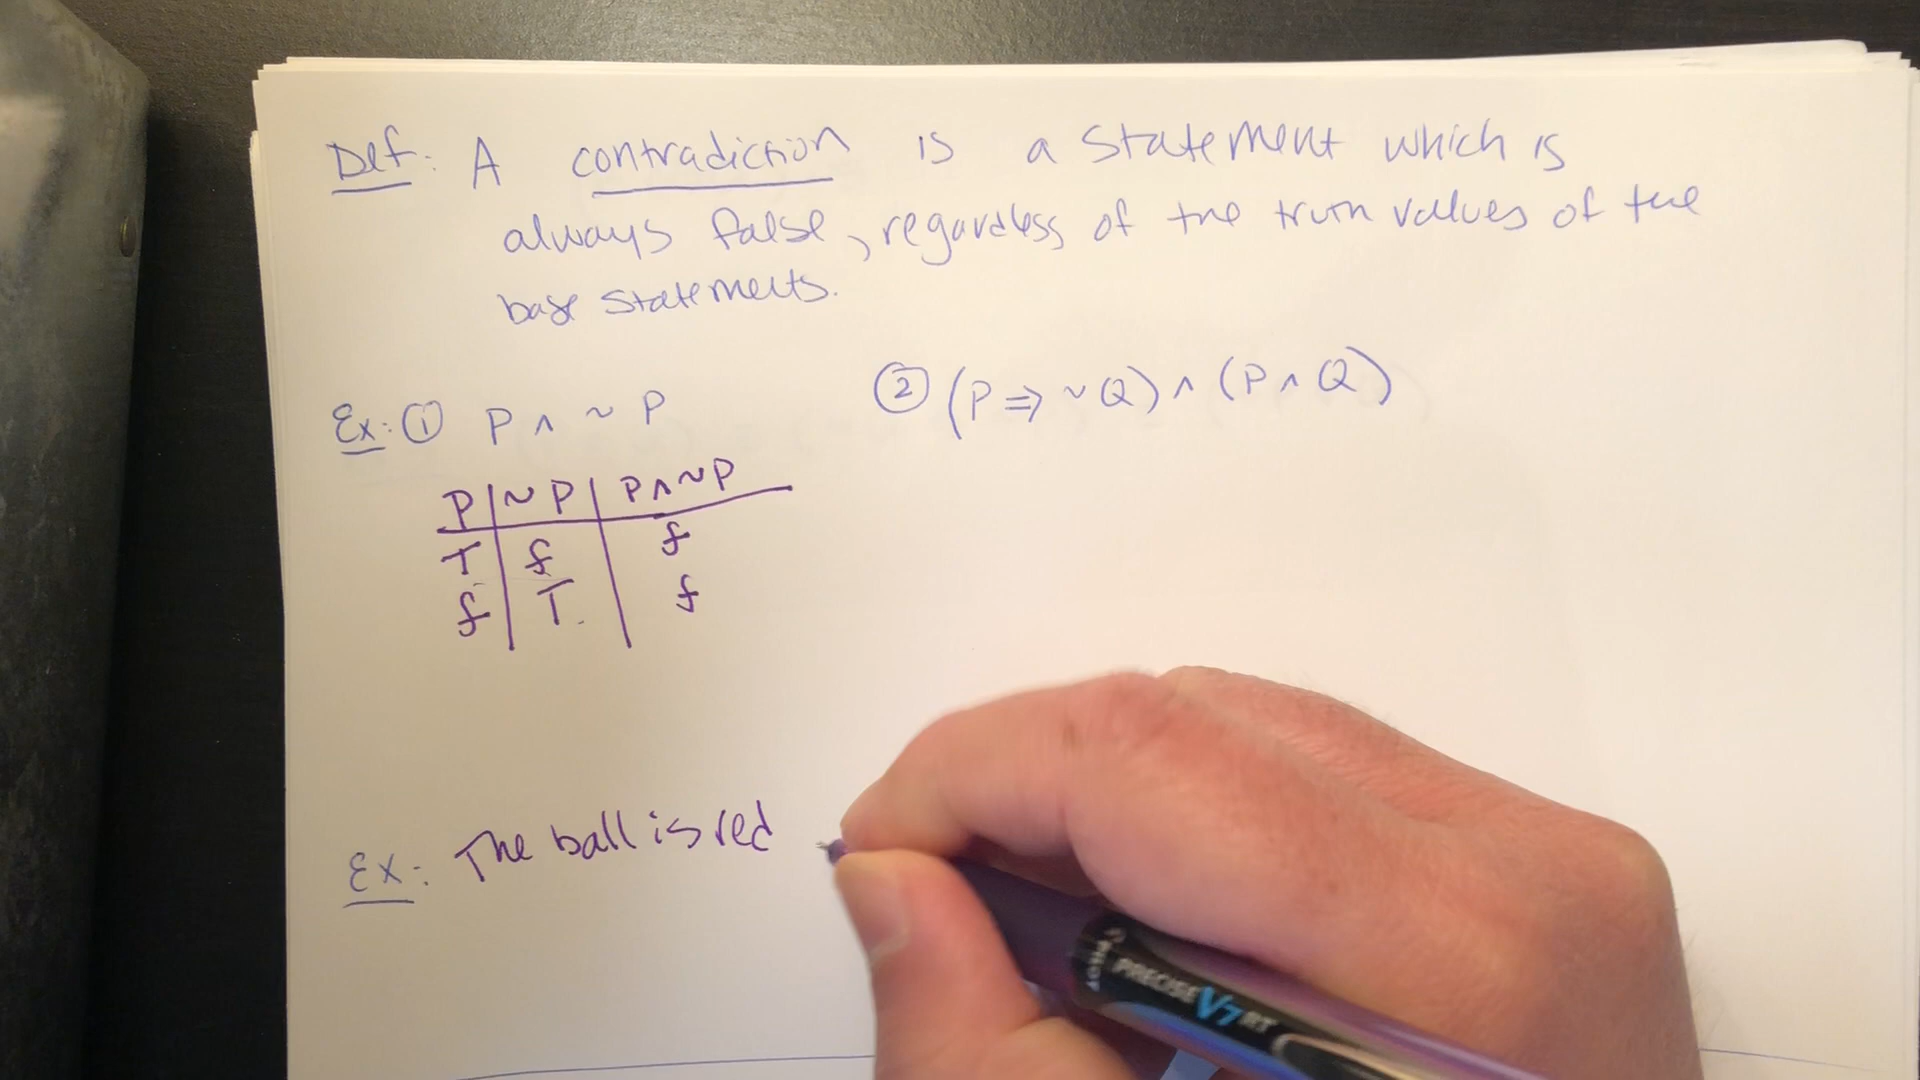 Def: A contradiction is a statement which is
always false, regardless of the truth values of the
base statements.
Ex: ① P ∧ ~ P
② (P ⇒ ~Q) ∧ (P ∧ Q)
P | ~P | P∧~P
T | f | f
f | T | f
Ex: The ball is red
PILOT
PRECISE V7 RT